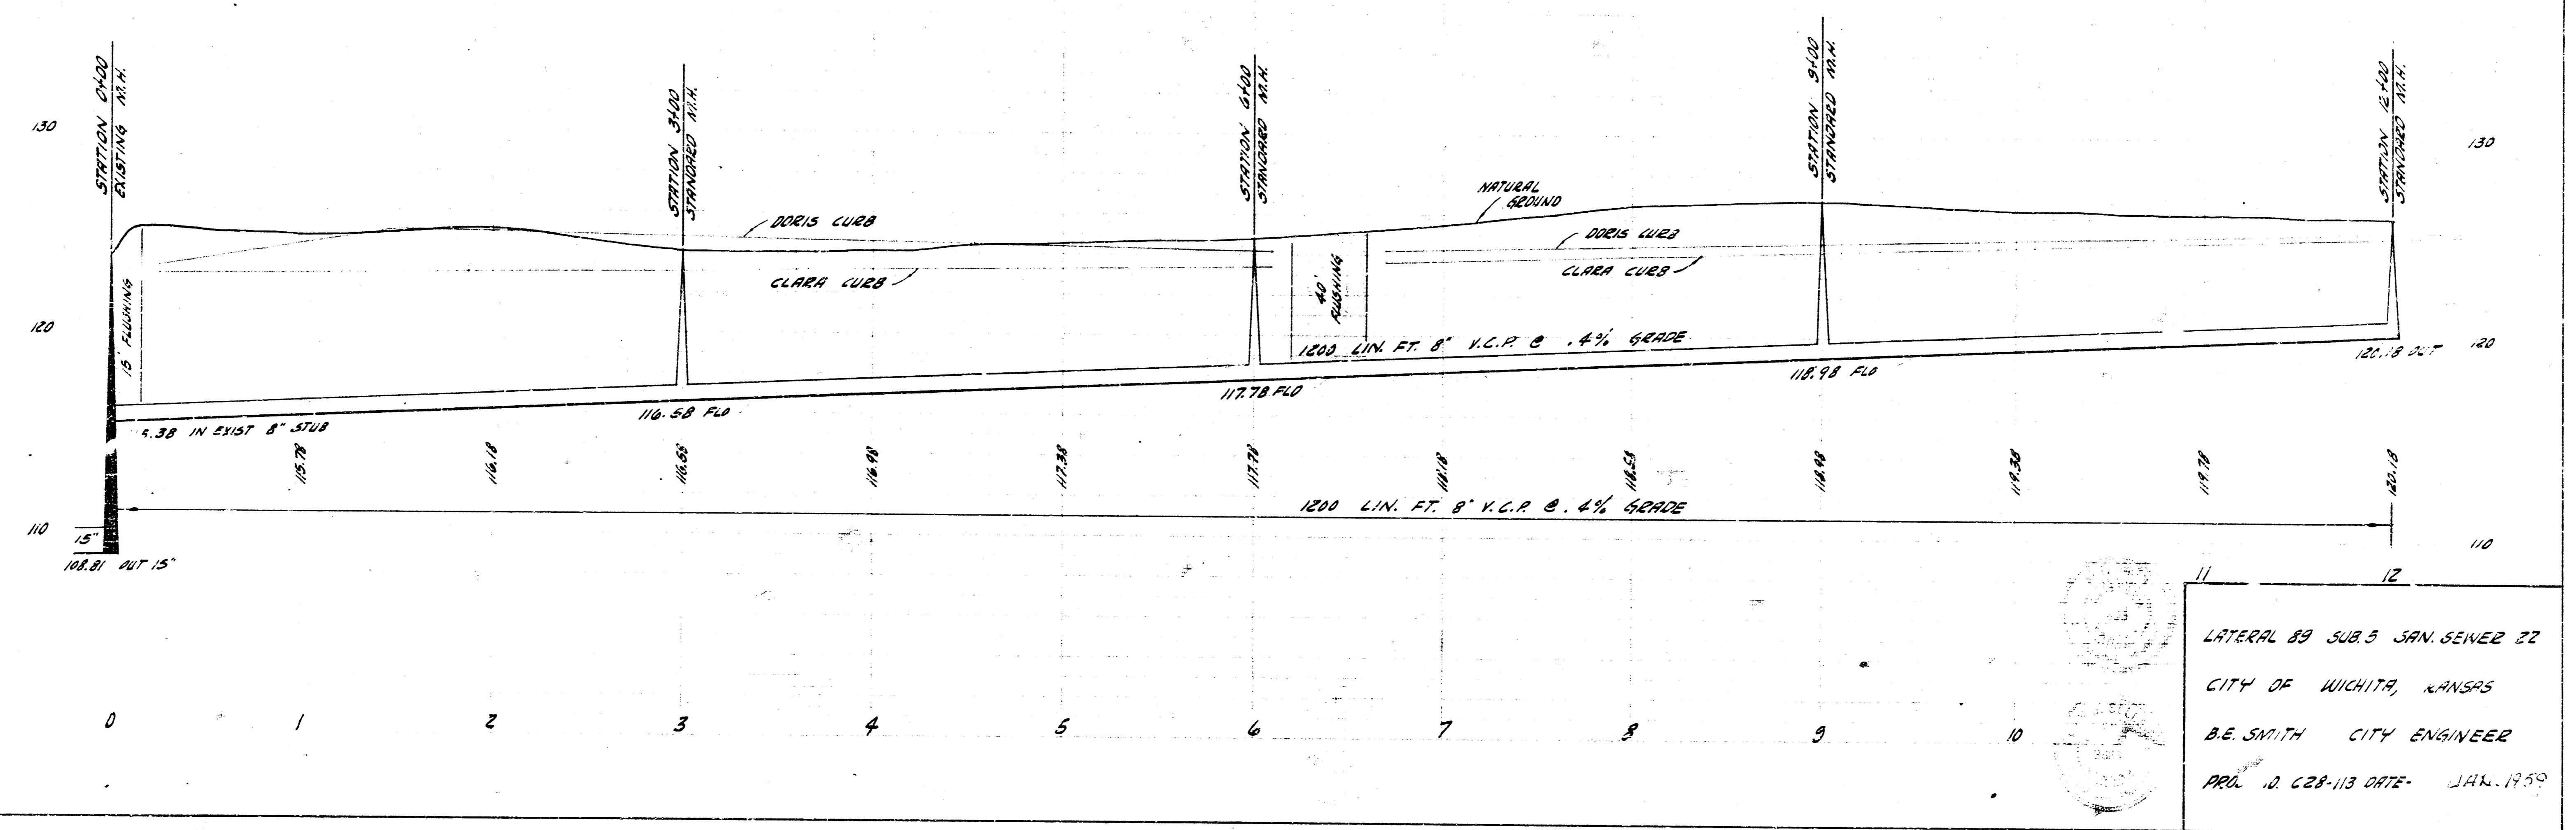 STATION 0+00
EXISTING M.H.
STATION 3+00
STANDARD M.H.
STATION 6+00
STANDARD M.H.
STATION 9+00
STANDARD M.H.
STATION 12+00
STANDARD M.H.
130
130
NATURAL
GROUND
DORIS CURB
DORIS CURB
CLARA CURB
CLARA CURB
15' FLUSHING
40'
FLUSHING
120
120
1200 LIN. FT. 8" V.C.P. @ .4% GRADE
120.18 OUT
118.98 FLO
117.78 FLO
116.58 FLO
5.38 IN EXIST 8" STUB
115.78
116.18
116.58
116.98
117.38
117.78
118.18
118.58
118.98
119.38
119.78
120.18
1200 LIN. FT. 8" V.C.P. @ .4% GRADE
110
110
15"
108.81 OUT 15"
11
12
0
1
2
3
4
5
6
7
8
9
10
LATERAL 89 SUB.5 SAN. SEWER 22
CITY OF WICHITA, KANSAS
B.E. SMITH CITY ENGINEER
C28-113 DATE- JAN. 1959